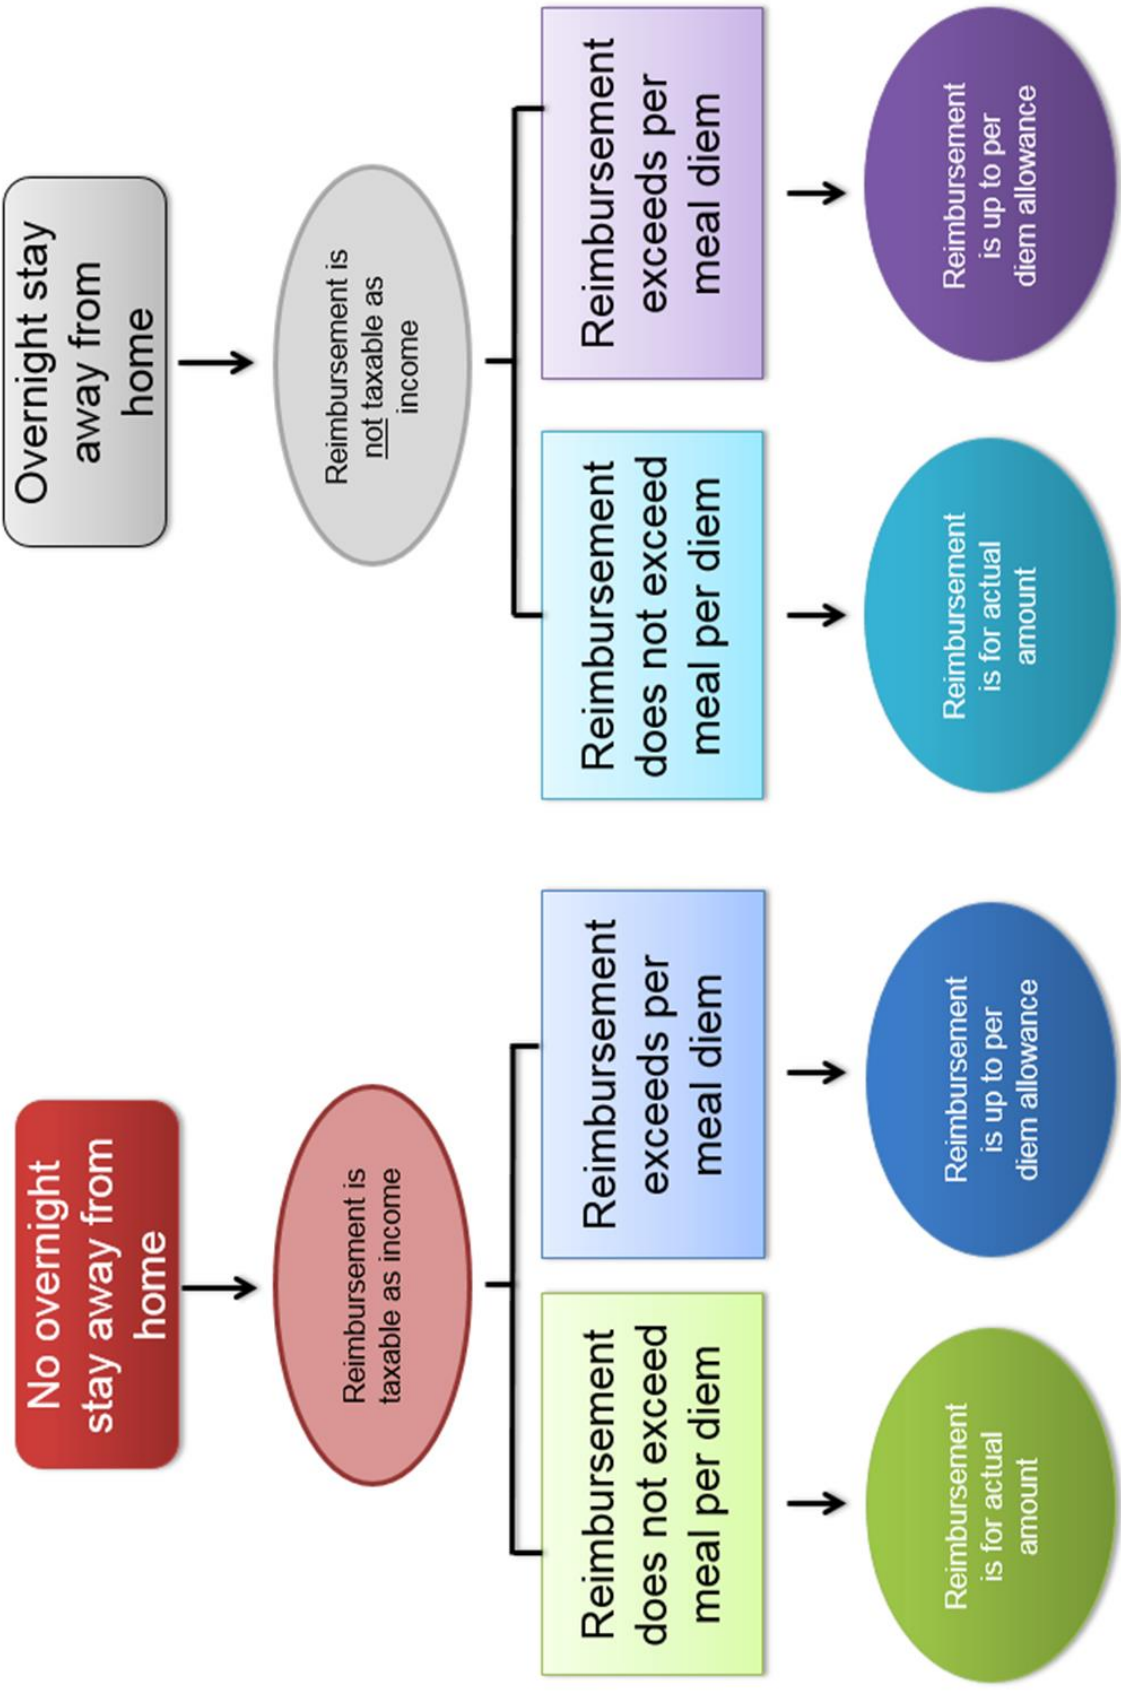 No overnight
stay away from
home
Reimbursement is
taxable as income
Reimbursement
does not exceed
meal per diem
Reimbursement
is for actual
amount
Reimbursement
exceeds per
meal diem
Reimbursement
is up to per
diem allowance
Overnight stay
away from
home
Reimbursement is
not taxable as
income
Reimbursement
does not exceed
meal per diem
Reimbursement
is for actual
amount
Reimbursement
exceeds per
meal diem
Reimbursement
is up to per
diem allowance